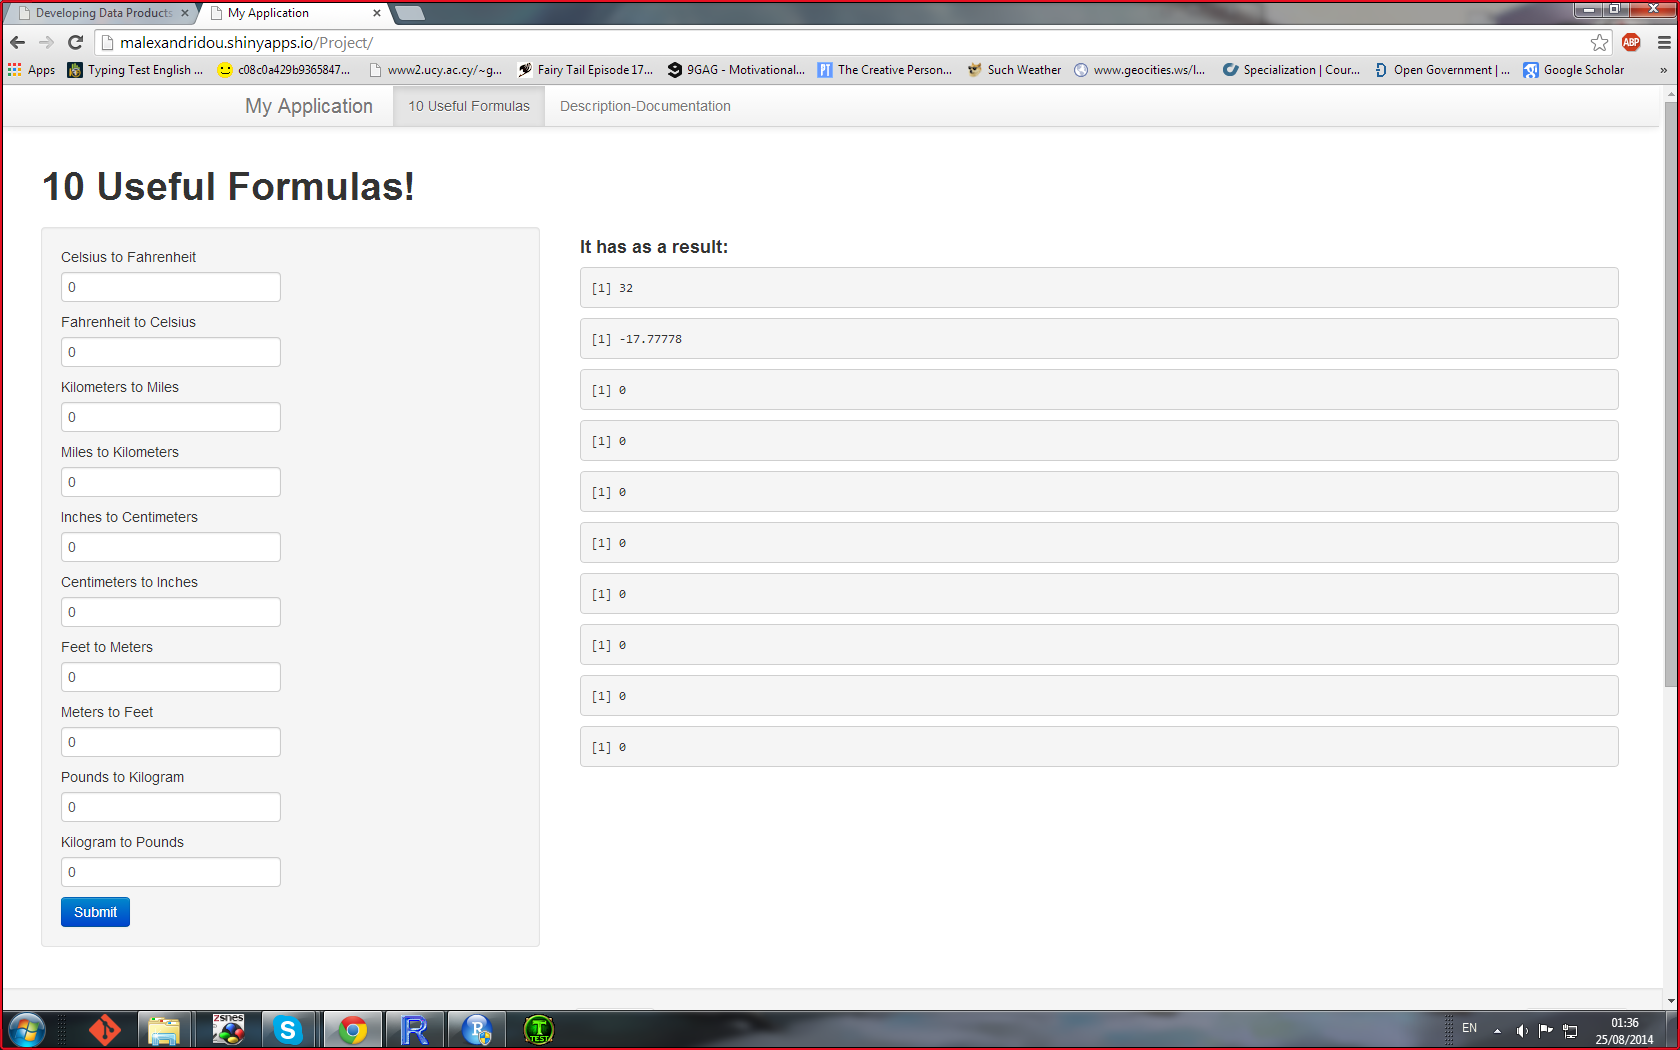 Developing Data Products
My Application
malexandridou.shinyapps.io/Project/
ABP
Apps
Typing Test English ...
c08c0a429b9365847...
www2.ucy.ac.cy/~g...
Fairy Tail Episode 17...
9GAG - Motivational...
PT
The Creative Person...
Such Weather
www.geocities.ws/l...
Specialization | Cour...
Open Government | ...
Google Scholar
»
My Application
10 Useful Formulas
Description-Documentation
10 Useful Formulas!
Celsius to Fahrenheit
0
Fahrenheit to Celsius
0
Kilometers to Miles
0
Miles to Kilometers
0
Inches to Centimeters
0
Centimeters to Inches
0
Feet to Meters
0
Meters to Feet
0
Pounds to Kilogram
0
Kilogram to Pounds
0
Submit
It has as a result:
[1] 32
[1] -17.77778
[1] 0
[1] 0
[1] 0
[1] 0
[1] 0
[1] 0
[1] 0
[1] 0
ZSNES
S
R
R
T
TEST
EN
01:36
25/08/2014